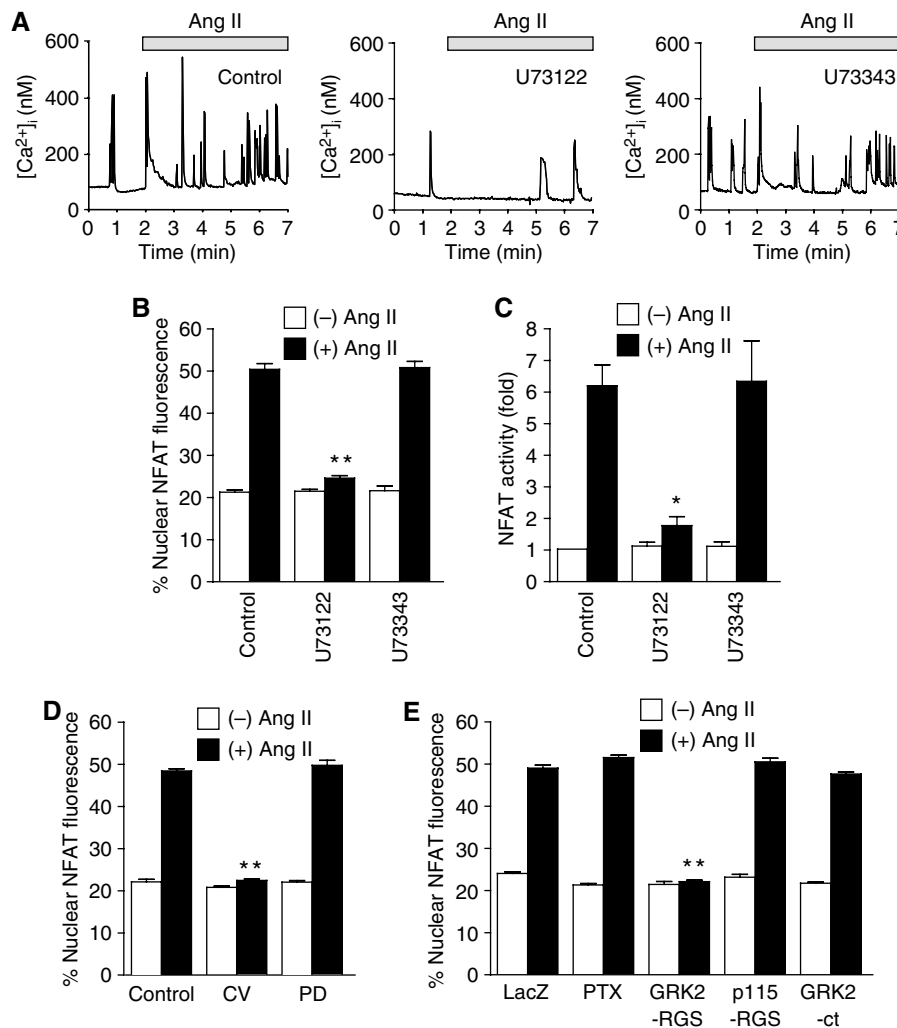 A
Ang II
Ang II
Ang II
[Ca²⁺]i (nM)
600
400
200
0
Control
0 1 2 3 4 5 6 7
Time (min)
[Ca²⁺]i (nM)
600
400
200
0
U73122
0 1 2 3 4 5 6 7
Time (min)
[Ca²⁺]i (nM)
600
400
200
0
U73343
0 1 2 3 4 5 6 7
Time (min)
B
(–) Ang II
(+) Ang II
% Nuclear NFAT fluorescence
60
50
40
30
20
10
0
**
Control
U73122
U73343
C
(–) Ang II
(+) Ang II
NFAT activity (fold)
8
7
6
5
4
3
2
1
0
*
Control
U73122
U73343
D
(–) Ang II
(+) Ang II
% Nuclear NFAT fluorescence
60
50
40
30
20
10
0
**
Control CV PD
E
(–) Ang II
(+) Ang II
% Nuclear NFAT fluorescence
60
50
40
30
20
10
0
**
LacZ PTX GRK2 p115 GRK2
-RGS -RGS -ct